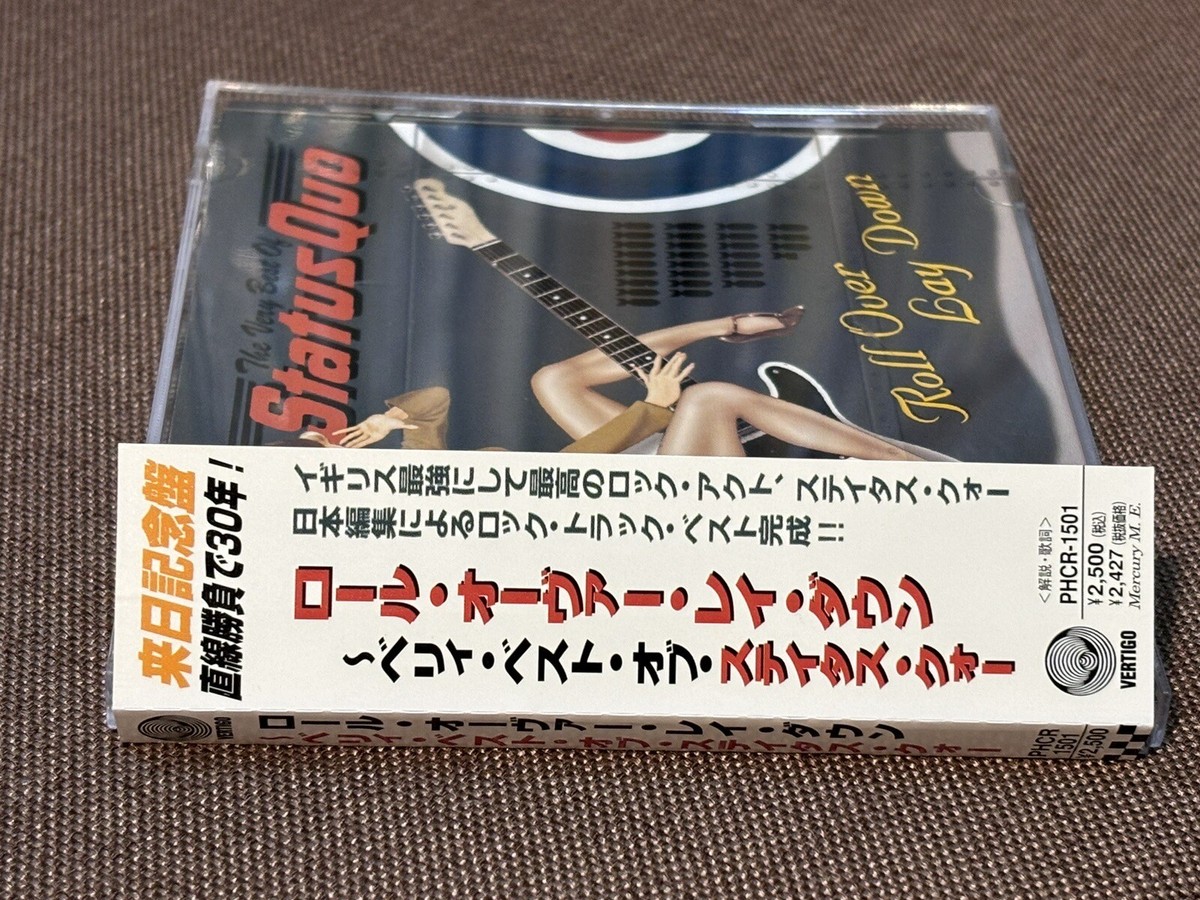 The Very Best Of
Status Quo
Roll Over
Lay Down
来日記念盤
直線勝負で30年!
イギリス最強にして最高のロック・アクト、ステイタス・クォー
日本編集によるロック・トラック・ベスト完成!!
ロール・オーヴァー・レイ・ダウン
~ベリイ・ベスト・オブ・ステイタス・クォー
<解説・歌詞>
PHCR-1501
¥2,500(税込)
¥2,427(税抜価格)
Mercury M.E.
VERTIGO
VERTIGO
ロール・オーヴァー・レイ・ダウン
~ベリイ・ベスト・オブ・ステイタス・クォー
PHCR
1501
¥2,500